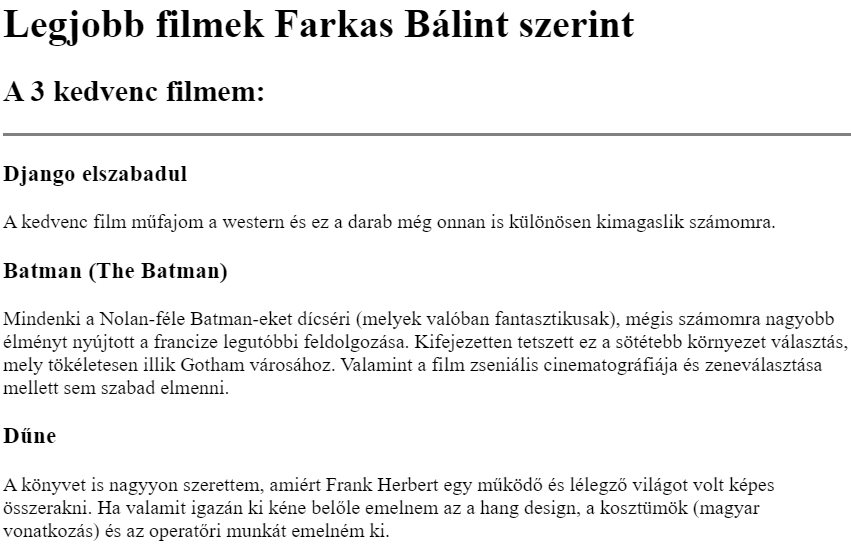 Legjobb filmek Farkas Bálint szerint
A 3 kedvenc filmem:
Django elszabadul
A kedvenc film műfajom a western és ez a darab még onnan is különösen kimagaslik számomra.
Batman (The Batman)
Mindenki a Nolan-féle Batman-eket dícséri (melyek valóban fantasztikusak), mégis számomra nagyobb
élményt nyújtott a francize legutóbbi feldolgozása. Kifejezetten tetszett ez a sötétebb környezet választás,
mely tökéletesen illik Gotham városához. Valamint a film zseniális cinematográfiája és zeneválasztása
mellett sem szabad elmenni.
Dűne
A könyvet is nagyyon szerettem, amiért Frank Herbert egy működő és lélegző világot volt képes
összerakni. Ha valamit igazán ki kéne belőle emelnem az a hang design, a kosztümök (magyar
vonatkozás) és az operatőri munkát emelném ki.